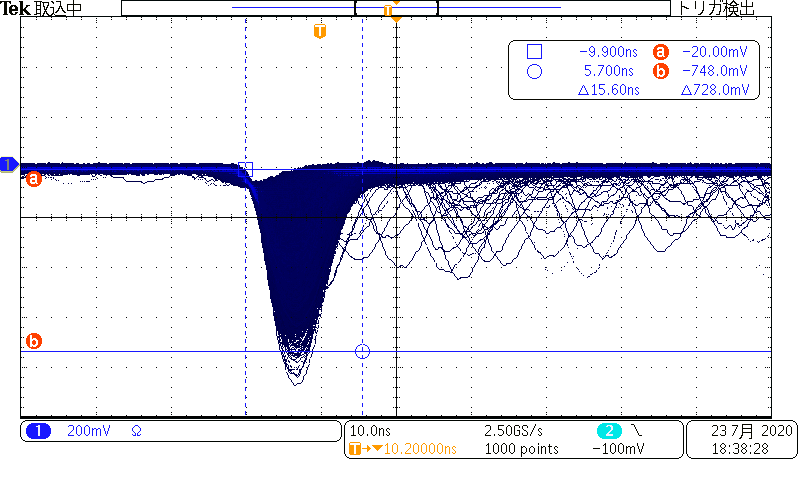 Tek 取込中 T トリガ検出
T
-9.900ns a -20.00mV
5.700ns b -748.0mV
Δ15.60ns Δ728.0mV
1
a
b
1 200mV Ω 10.0ns 2.50GS/s 2 -100mV 23 7月 2020
T→▼10.20000ns 1000 points 18:38:28